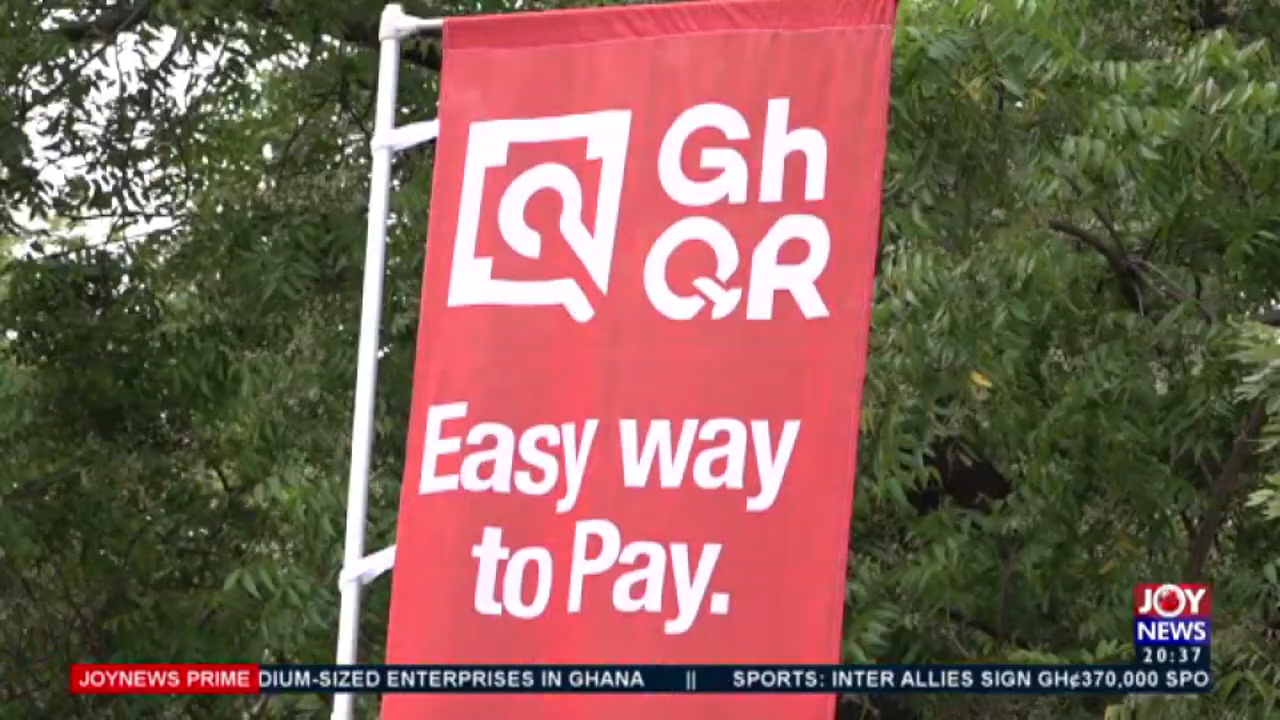 Gh
QR
Easy way
to Pay.
JOY
NEWS
20:37
JOYNEWS PRIME DIUM-SIZED ENTERPRISES IN GHANA || SPORTS: INTER ALLIES SIGN GH¢370,000 SPO